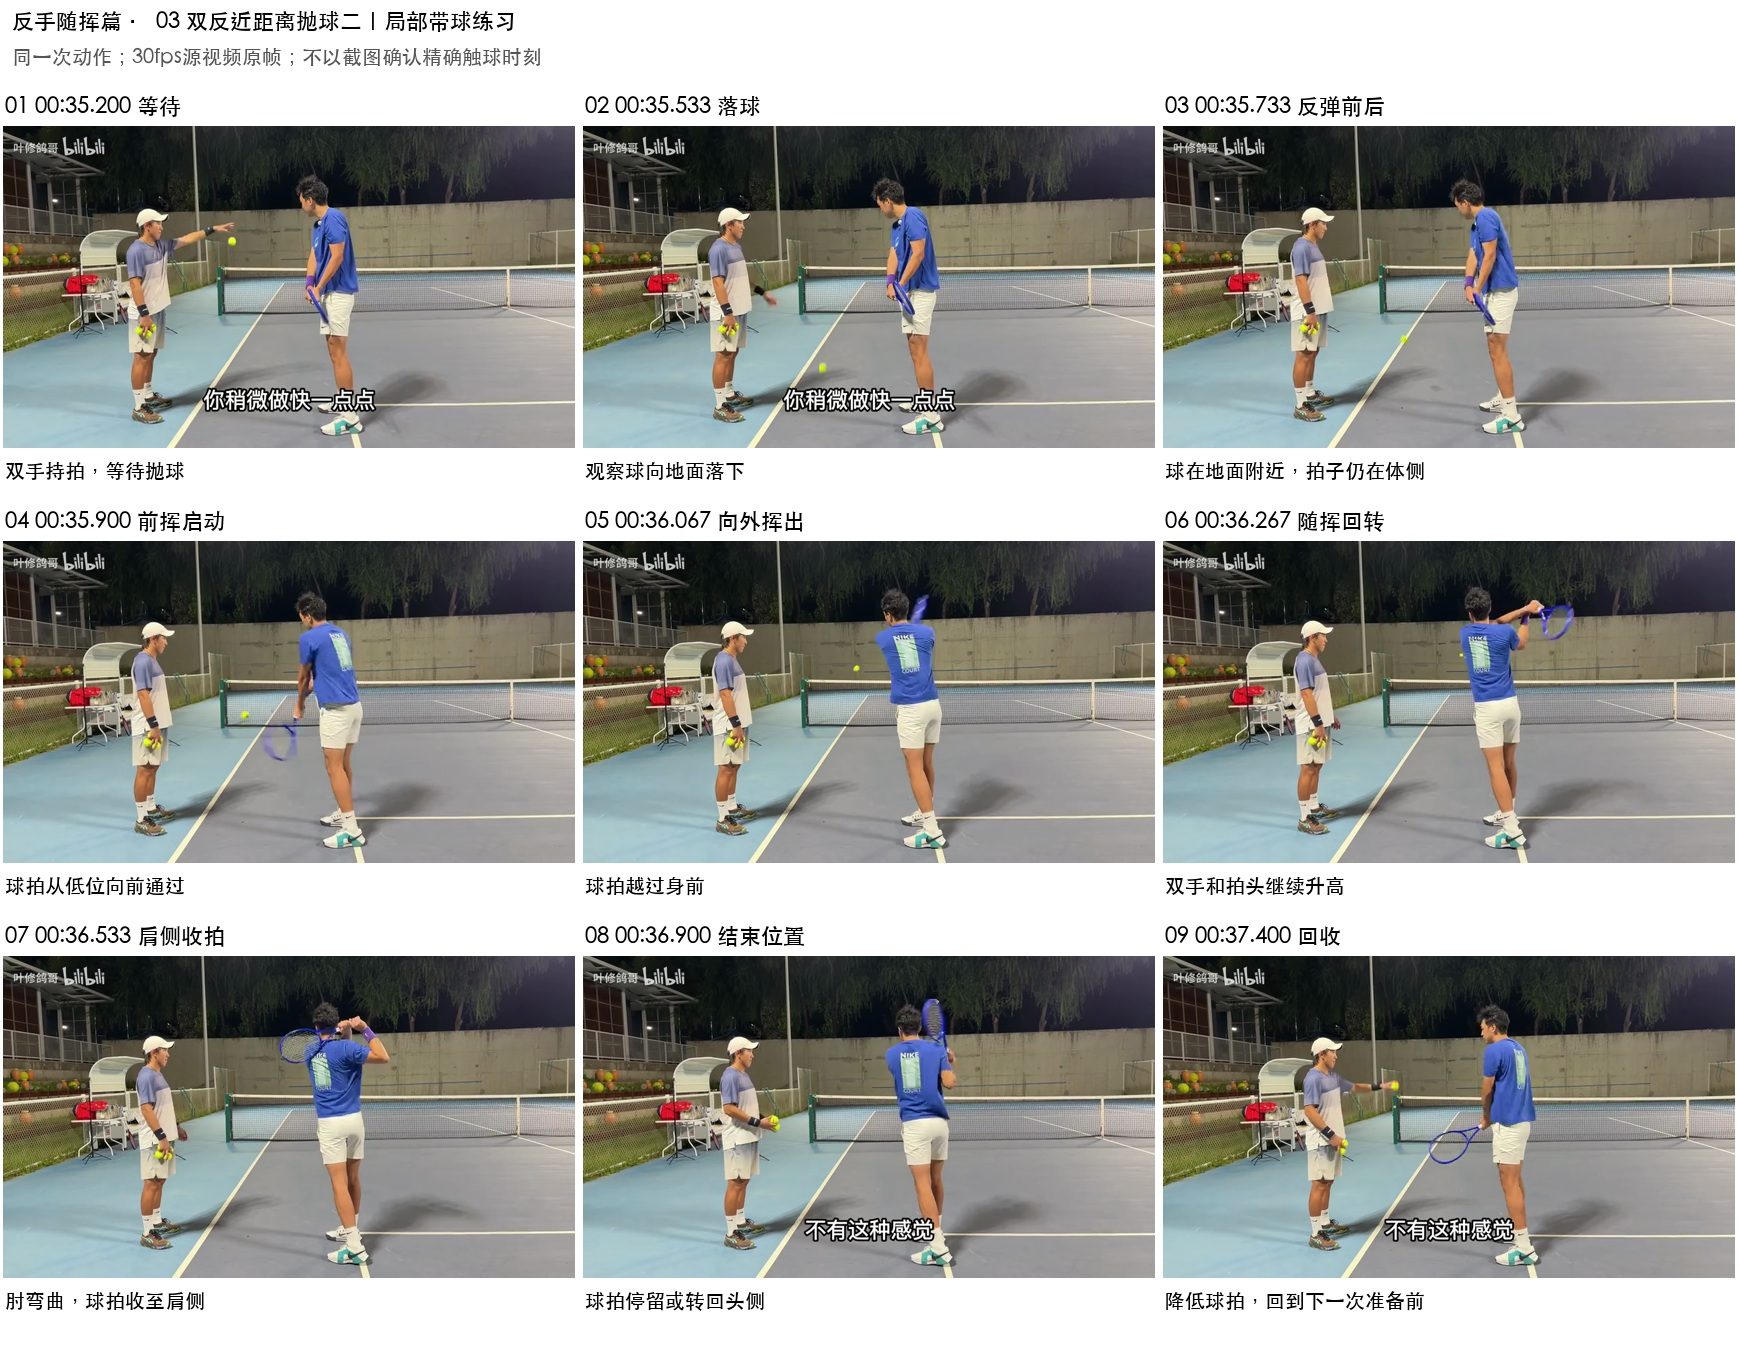 反手随挥篇· 03 双反近距离抛球二丨局部带球练习
同一次动作；30fps源视频原帧；不以截图确认精确触球时刻
01 00:35.200 等待
02 00:35.533 落球
03 00:35.733 反弹前后
叶修鸽哥 bilibili
叶修鸽哥 bilibili
叶修鸽哥 bilibili
你稍微做快一点点
你稍微做快一点点
双手持拍，等待抛球
观察球向地面落下
球在地面附近，拍子仍在体侧
04 00:35.900 前挥启动
05 00:36.067 向外挥出
06 00:36.267 随挥回转
叶修鸽哥 bilibili
叶修鸽哥 bilibili
叶修鸽哥 bilibili
NIKE
NIKE
COURT
NIKE
COURT
球拍从低位向前通过
球拍越过身前
双手和拍头继续升高
07 00:36.533 肩侧收拍
08 00:36.900 结束位置
09 00:37.400 回收
叶修鸽哥 bilibili
叶修鸽哥 bilibili
叶修鸽哥 bilibili
NIKE
NIKE
COURT
不有这种感觉
不有这种感觉
肘弯曲，球拍收至肩侧
球拍停留或转回头侧
降低球拍，回到下一次准备前